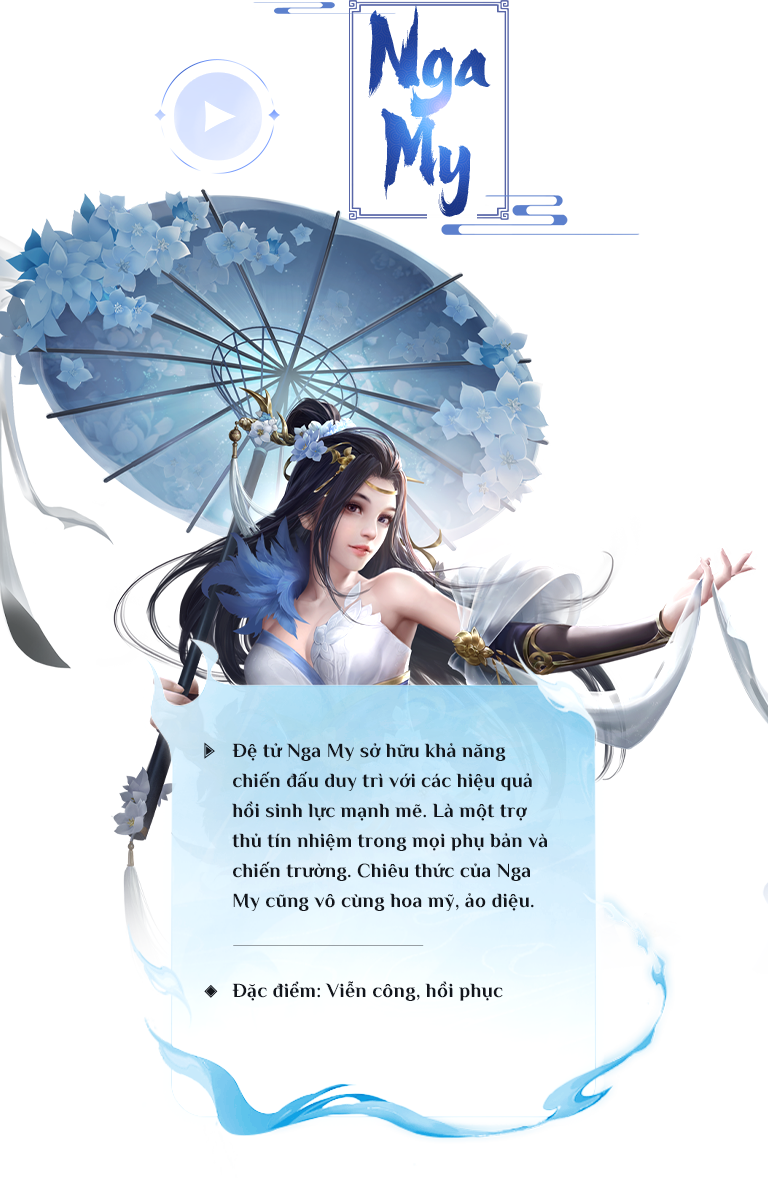 Nga
My
Đệ tử Nga My sở hữu khả năng
chiến đấu duy trì với các hiệu quả
hồi sinh lực mạnh mẽ. Là một trợ
thủ tín nhiệm trong mọi phụ bản và
chiến trường. Chiêu thức của Nga
My cũng vô cùng hoa mỹ, ảo diệu.
Đặc điểm: Viễn công, hồi phục